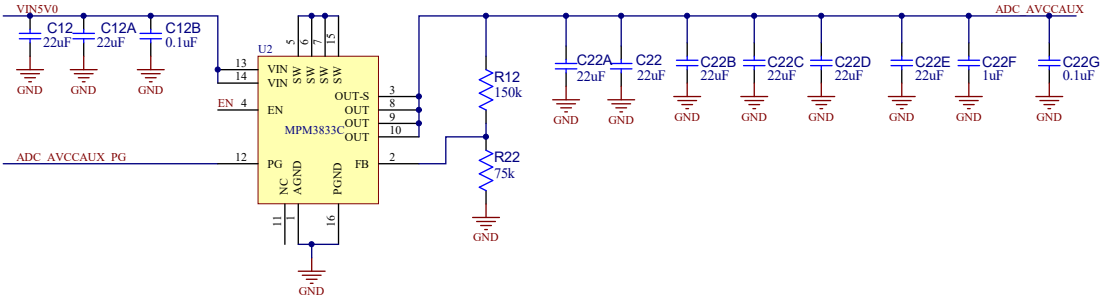 VIN5V0
ADC_AVCCAUX
C12
22uF
C12A
22uF
C12B
0.1uF
GND
GND
GND
U2
5
6
7
15
SW
SW
SW
SW
13
VIN
14
VIN
EN
4
EN
MPM3833C
OUT-S
3
OUT
8
OUT
9
OUT
10
ADC_AVCCAUX_PG
12
PG
FB
2
NC
AGND
PGND
11
1
16
GND
R12
150k
R22
75k
GND
C22A
22uF
C22
22uF
C22B
22uF
C22C
22uF
C22D
22uF
C22E
22uF
C22F
1uF
C22G
0.1uF
GND
GND
GND
GND
GND
GND
GND
GND